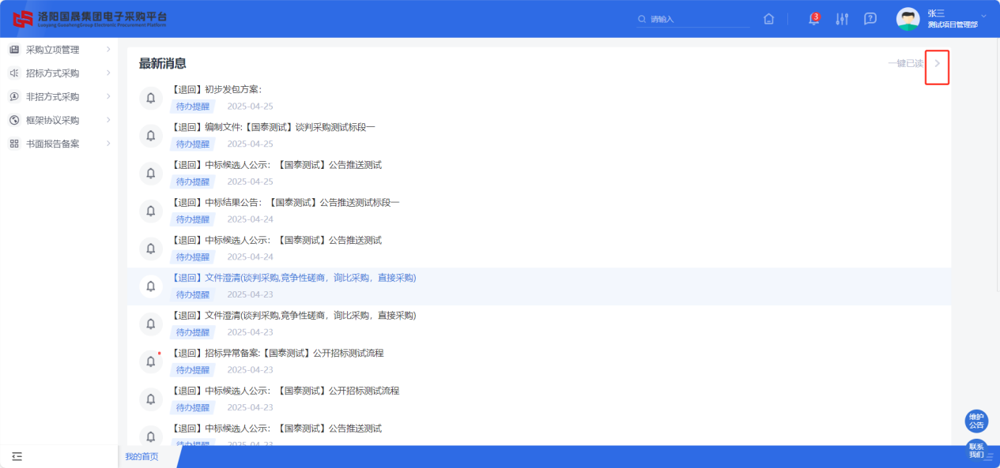 洛阳国晟集团电子采购平台
Luoyang GuoshengGroup Electronic Procurement Platform
请输入
3
张三
测试项目管理部
采购立项管理
招标方式采购
非招方式采购
框架协议采购
书面报告备案
最新消息
一键已读
【退回】初步发包方案:
待办提醒 2025-04-25
【退回】编制文件:【国泰测试】谈判采购测试标段一
待办提醒 2025-04-25
【退回】中标候选人公示: 【国泰测试】公告推送测试
待办提醒 2025-04-25
【退回】中标结果公告: 【国泰测试】公告推送测试标段一
待办提醒 2025-04-24
【退回】中标候选人公示: 【国泰测试】公告推送测试
待办提醒 2025-04-24
【退回】文件澄清(谈判采购,竞争性磋商，询比采购，直接采购)
待办提醒 2025-04-23
【退回】文件澄清(谈判采购,竞争性磋商，询比采购，直接采购)
待办提醒 2025-04-23
【退回】招标异常备案:【国泰测试】公开招标测试流程
待办提醒 2025-04-23
【退回】中标候选人公示: 【国泰测试】公开招标测试流程
待办提醒 2025-04-23
【退回】中标候选人公示: 【国泰测试】公告推送测试
待办提醒 2025-04-23
维护
公告
联系
我们
我的首页